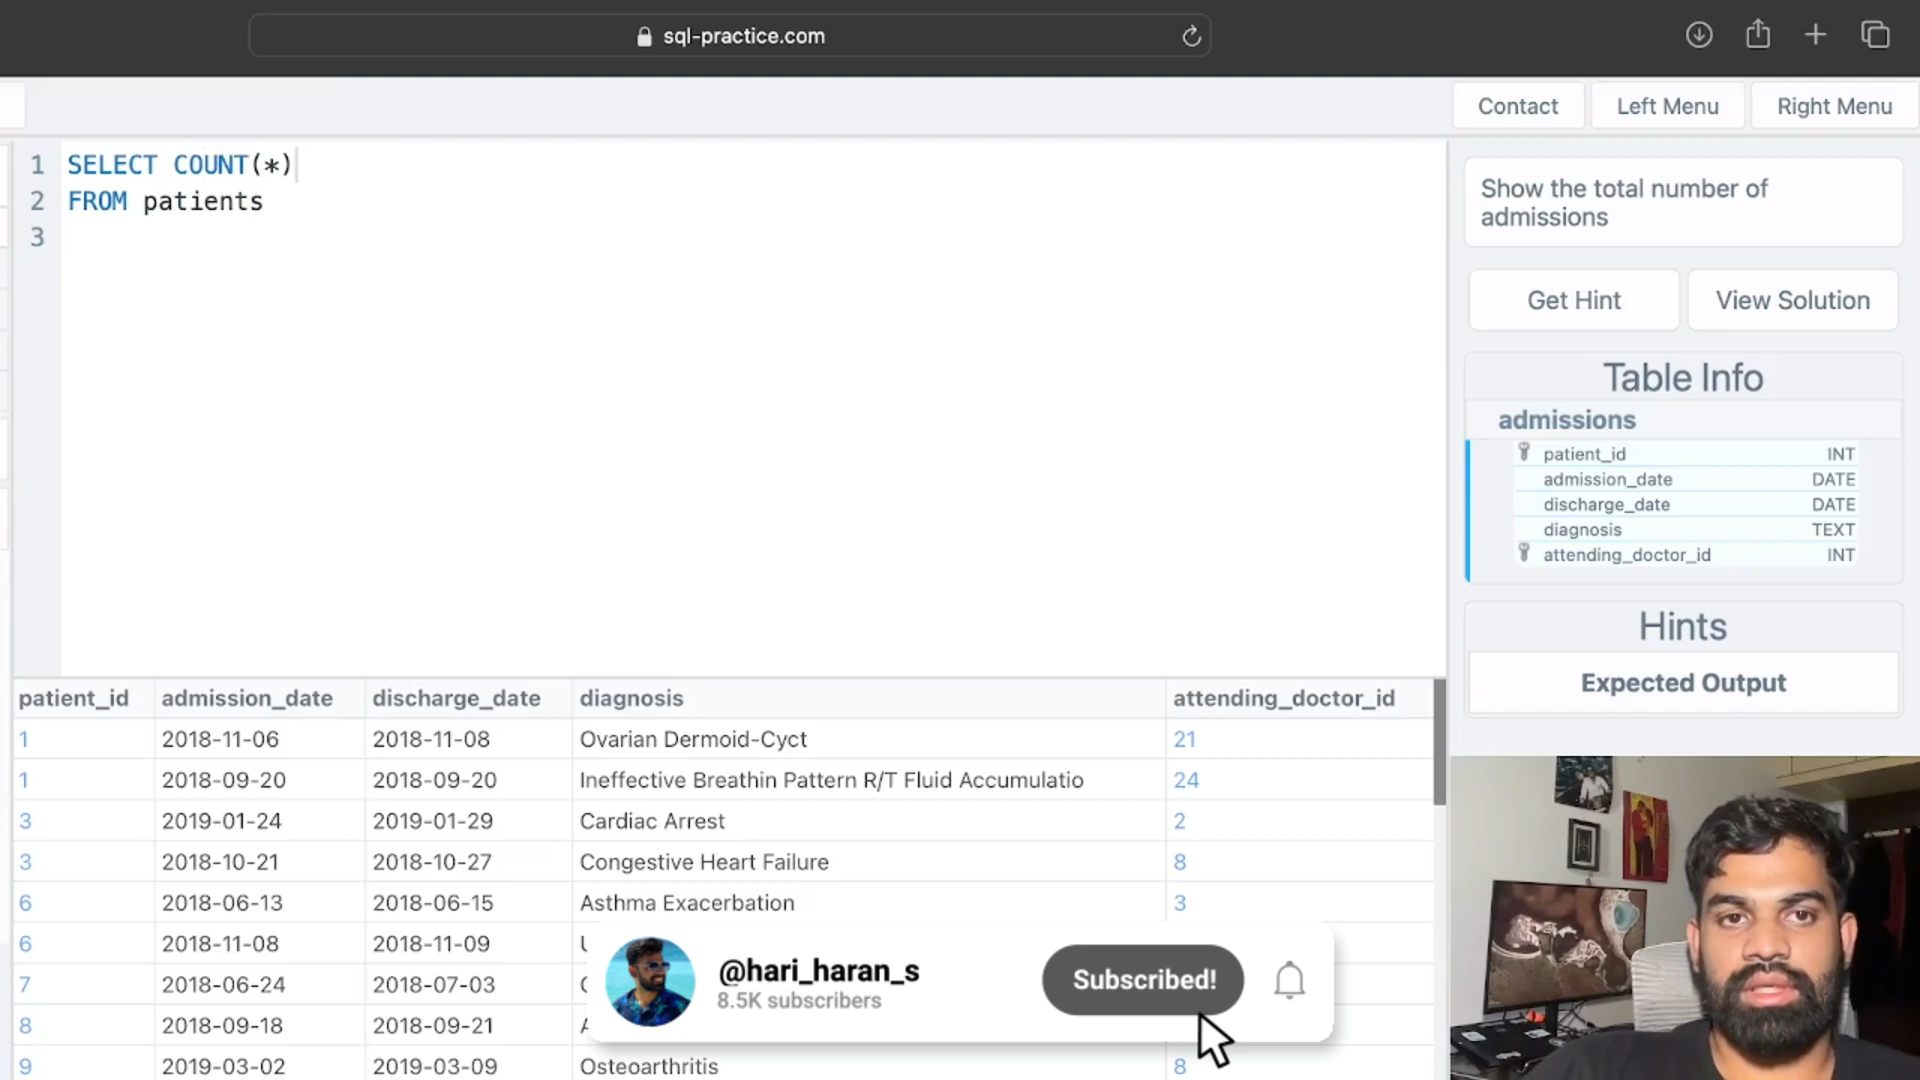 sql-practice.com
Contact
Left Menu
Right Menu
1 SELECT COUNT(*)
2 FROM patients
3
Show the total number of
admissions
Get Hint
View Solution
Table Info
admissions
patient_id INT
admission_date DATE
discharge_date DATE
diagnosis TEXT
attending_doctor_id INT
Hints
Expected Output
patient_id admission_date discharge_date diagnosis attending_doctor_id
1 2018-11-06 2018-11-08 Ovarian Dermoid-Cyct 21
1 2018-09-20 2018-09-20 Ineffective Breathin Pattern R/T Fluid Accumulatio 24
3 2019-01-24 2019-01-29 Cardiac Arrest 2
3 2018-10-21 2018-10-27 Congestive Heart Failure 8
6 2018-06-13 2018-06-15 Asthma Exacerbation 3
6 2018-11-08 2018-11-09
7 2018-06-24 2018-07-03
8 2018-09-18 2018-09-21
9 2019-03-02 2019-03-09 Osteoarthritis 8
@hari_haran_s
8.5K subscribers
Subscribed!